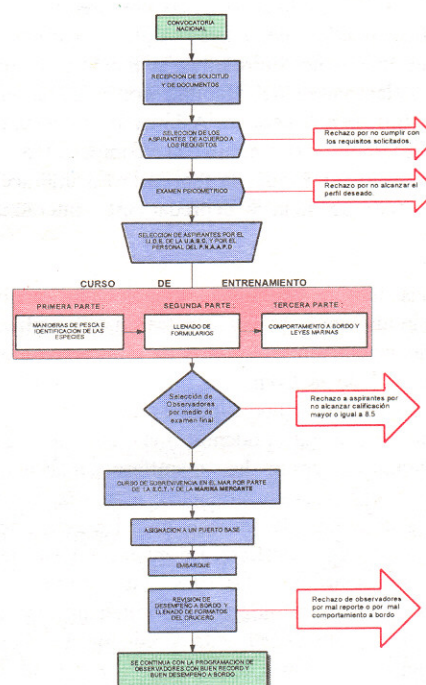 CONVOCATORIA
NACIONAL
RECEPCION DE SOLICITUD
Y DE DOCUMENTOS
SELECCION DE LOS
ASPIRANTES DE ACUERDO A
LOS REQUISITOS
Rechazo por no cumplir con
los requisitos solicitados.
EXAMEN PSICOMETRICO
Rechazo por no alcanzar el
perfil deseado.
SELECCION DE ASPIRANTES POR EL
DE LA U.A.B.C. Y POR EL
PERSONAL DEL P.N.A.A.P.D
CURSO DE ENTRENAMIENTO
PRIMERA PARTE : SEGUNDA PARTE : TERCERA PARTE :
MANIOBRAS DE PESCA E
IDENTIFICACION DE LAS
ESPECIES
LLENADO DE
FORMULARIOS
COMPORTAMIENTO A BORDO Y
LEYES MARINAS
Selección de
Observadores
por medio de
examen final
Rechazo a aspirantes por
no alcanzar calificación
mayor o igual a 8.5
CURSO DE SOBREVIVENCIA EN EL MAR POR PARTE
DE LA S.C.T. Y DE LA MARINA MERCANTE
ASIGNACION A UN PUERTO BASE
EMBARQUE
REVISION DE
DESEMPEÑO A BORDO Y
LLENADO DE FORMATOS
DEL CRUCERO
Rechazo de observadores
por mal reporte o por mal
comportamiento a bordo
SE CONTINUA CON LA PROGRAMACION DE
OBSERVADORES CON BUEN RECORD Y
BUEN DESEMPEÑO A BORDO